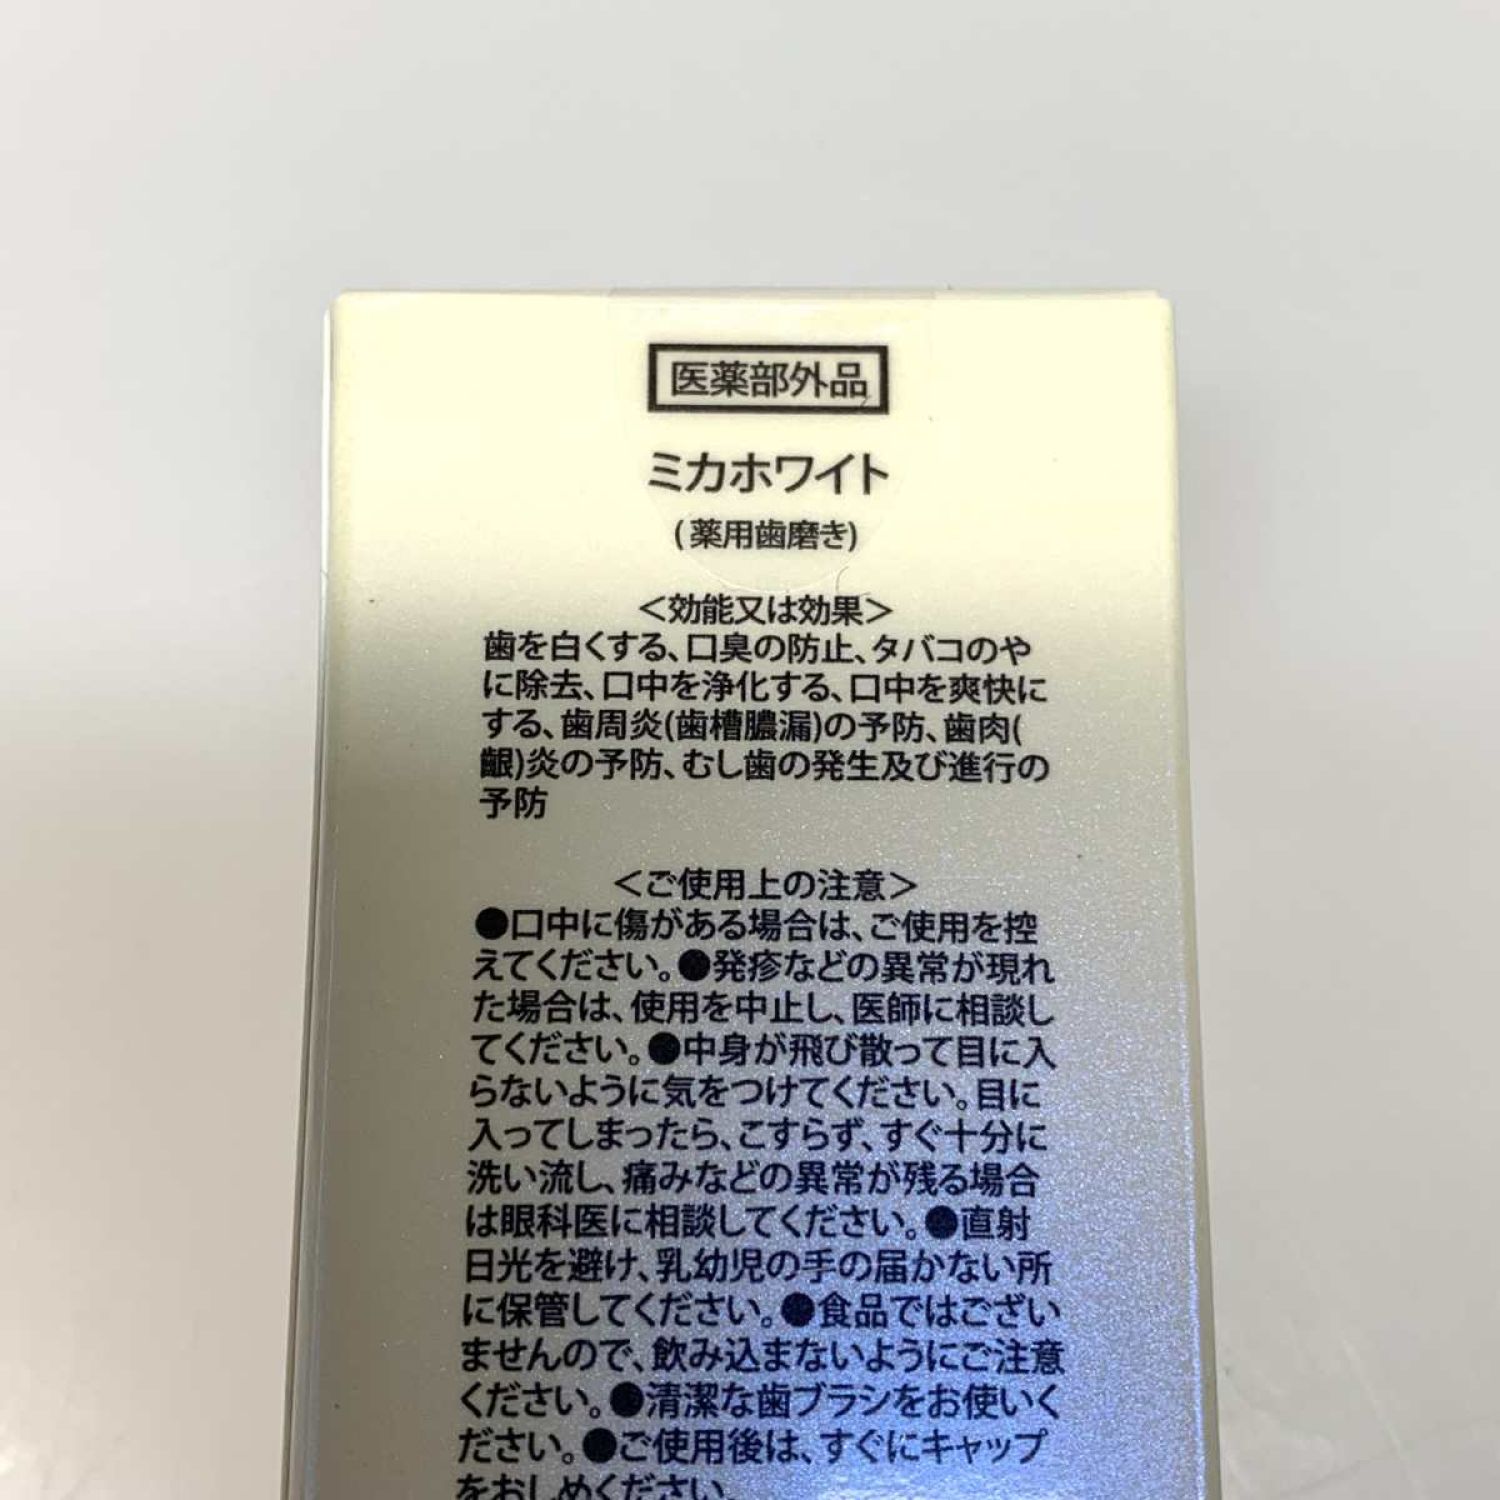 医薬部外品
ミカホワイト
(薬用歯磨き)
＜効能又は効果＞
歯を白くする、口臭の防止、タバコのや
に除去、口中を浄化する、口中を爽快に
する、歯周炎(歯槽膿漏)の予防、歯肉(
齦)炎の予防、むし歯の発生及び進行の
予防
＜ご使用上の注意＞
●口中に傷がある場合は、ご使用を控
えてください。●発疹などの異常が現れ
た場合は、使用を中止し、医師に相談し
てください。●中身が飛び散って目に入
らないように気をつけてください。目に
入ってしまったら、こすらず、すぐ十分に
洗い流し、痛みなどの異常が残る場合
は眼科医に相談してください。●直射
日光を避け、乳幼児の手の届かない所
に保管してください。●食品ではござい
ませんので、飲み込まないようにご注意
ください。●清潔な歯ブラシをお使いく
ださい。●ご使用後は、すぐにキャップ
をおしめください。